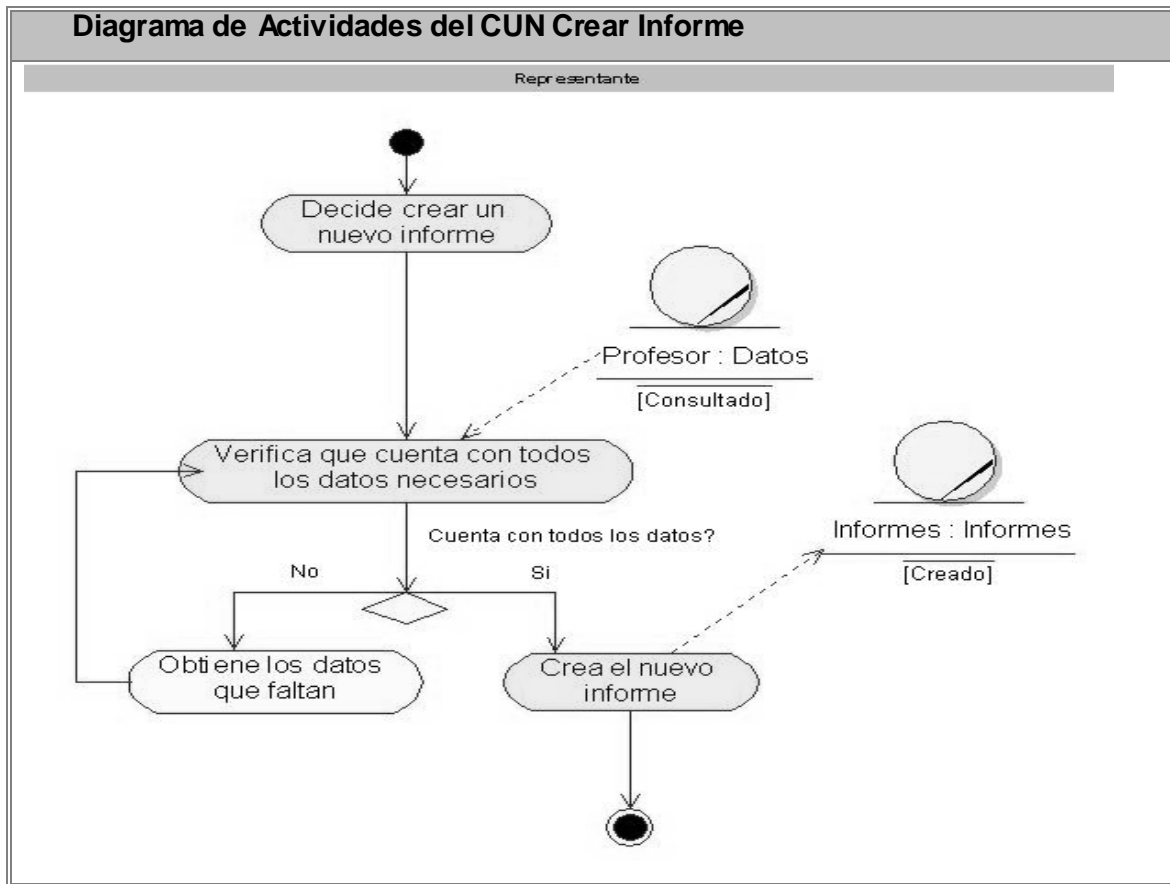 Diagrama de Actividades del CUN Crear Informe
Representante
Decide crear un
nuevo informe
Profesor : Datos
[Consultado]
Verifica que cuenta con todos
los datos necesarios
Informes : Informes
[Creado]
Cuenta con todos los datos?
No
Si
Obtiene los datos
que faltan
Crea el nuevo
informe